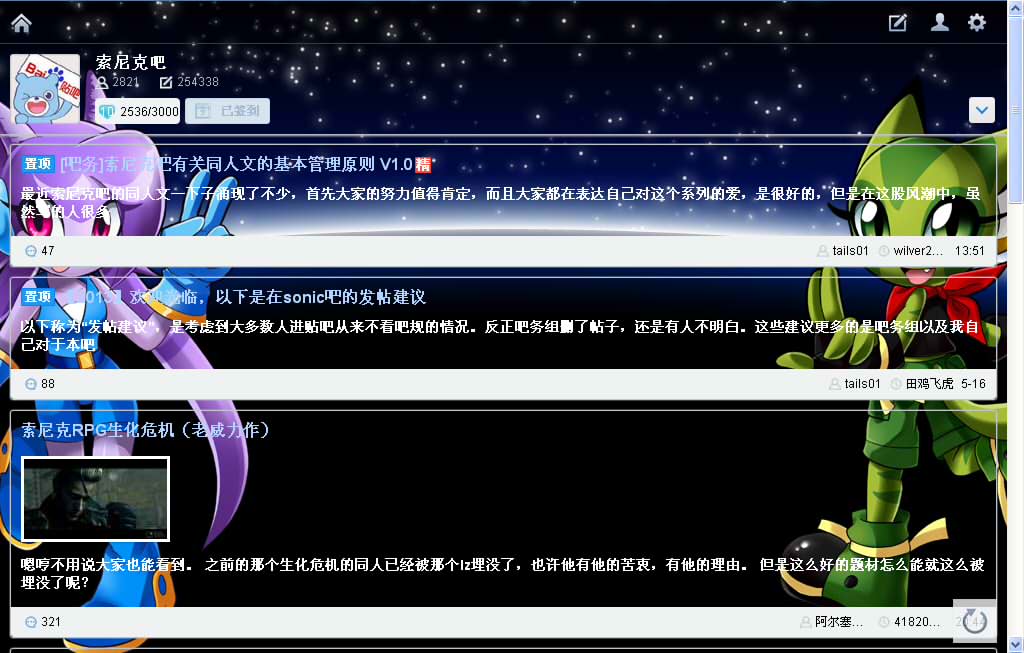 索尼克吧
Bai 贴吧
2821 254338
10 2536/3000 已签到
置顶 [吧务]索尼克吧有关同人文的基本管理原则 V1.0 精
最近索尼克吧的同人文一下子涌现了不少，首先大家的努力值得肯定，而且大家都在表达自己对这个系列的爱，是很好的，但是在这股风潮中，虽
然写的人很多
47 tails01 wilver2... 13:51
置顶 欢迎光临，以下是在sonic吧的发帖建议
以下称为“发帖建议”，是考虑到大多数人进贴吧从来不看吧规的情况。反正吧务组删了帖子，还是有人不明白。这些建议更多的是吧务组以及我自
己对于本吧
88 tails01 田鸡飞虎 5-16
索尼克RPG生化危机（老威力作）
嗯哼不用说大家也能看到。 之前的那个生化危机的同人已经被那个lz埋没了，也许他有他的苦衷，有他的理由。 但是这么好的题材怎么能就这么被
埋没了呢？
321 阿尔塞... 41820...